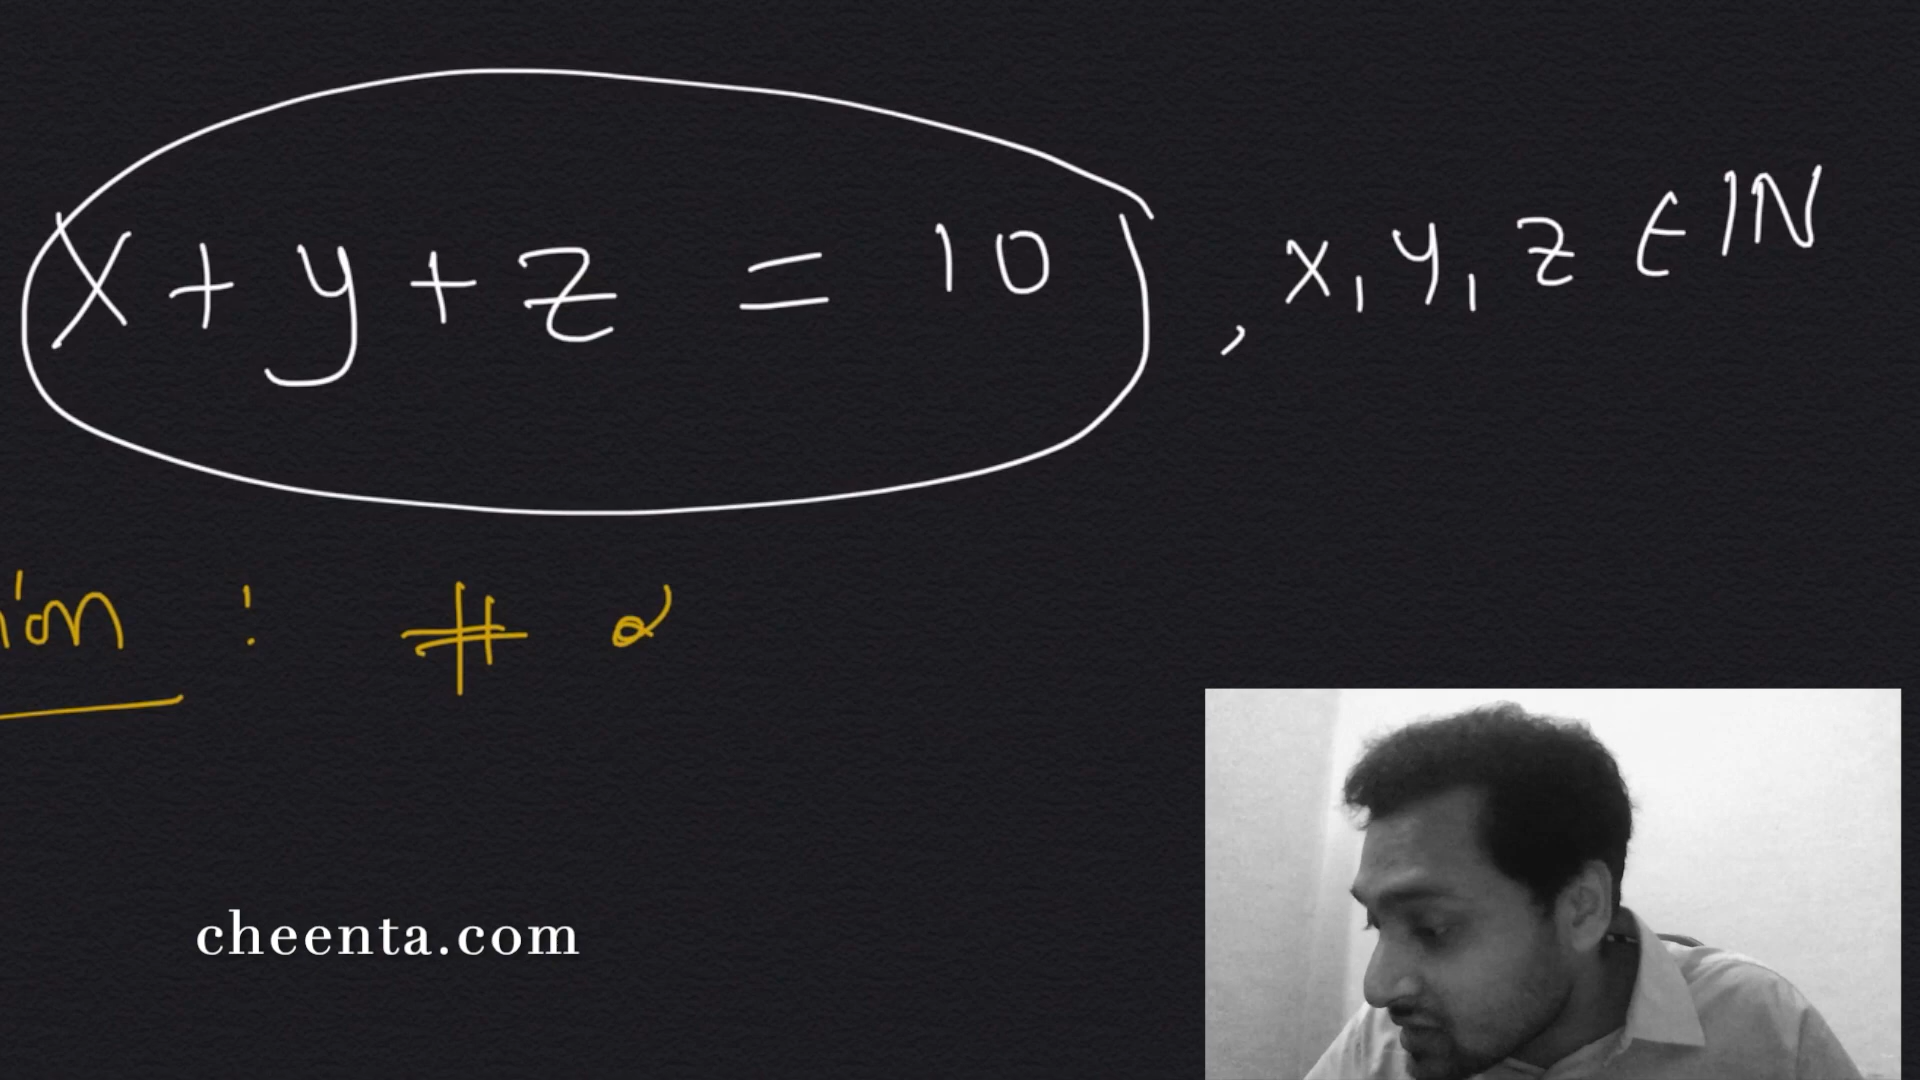 x + y + z = 10 , x, y, z ∈ ℕ
ion : #
cheenta.com